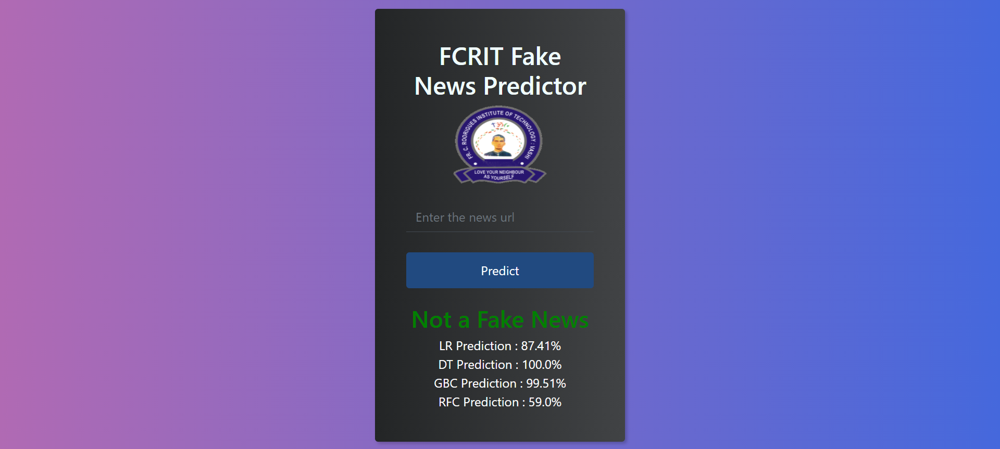 FCRIT Fake
News Predictor
FR. C. RODRIGUES INSTITUTE OF TECHNOLOGY : VASHI
LOVE YOUR NEIGHBOUR
AS YOURSELF
Enter the news url
Predict
Not a Fake News
LR Prediction : 87.41%
DT Prediction : 100.0%
GBC Prediction : 99.51%
RFC Prediction : 59.0%